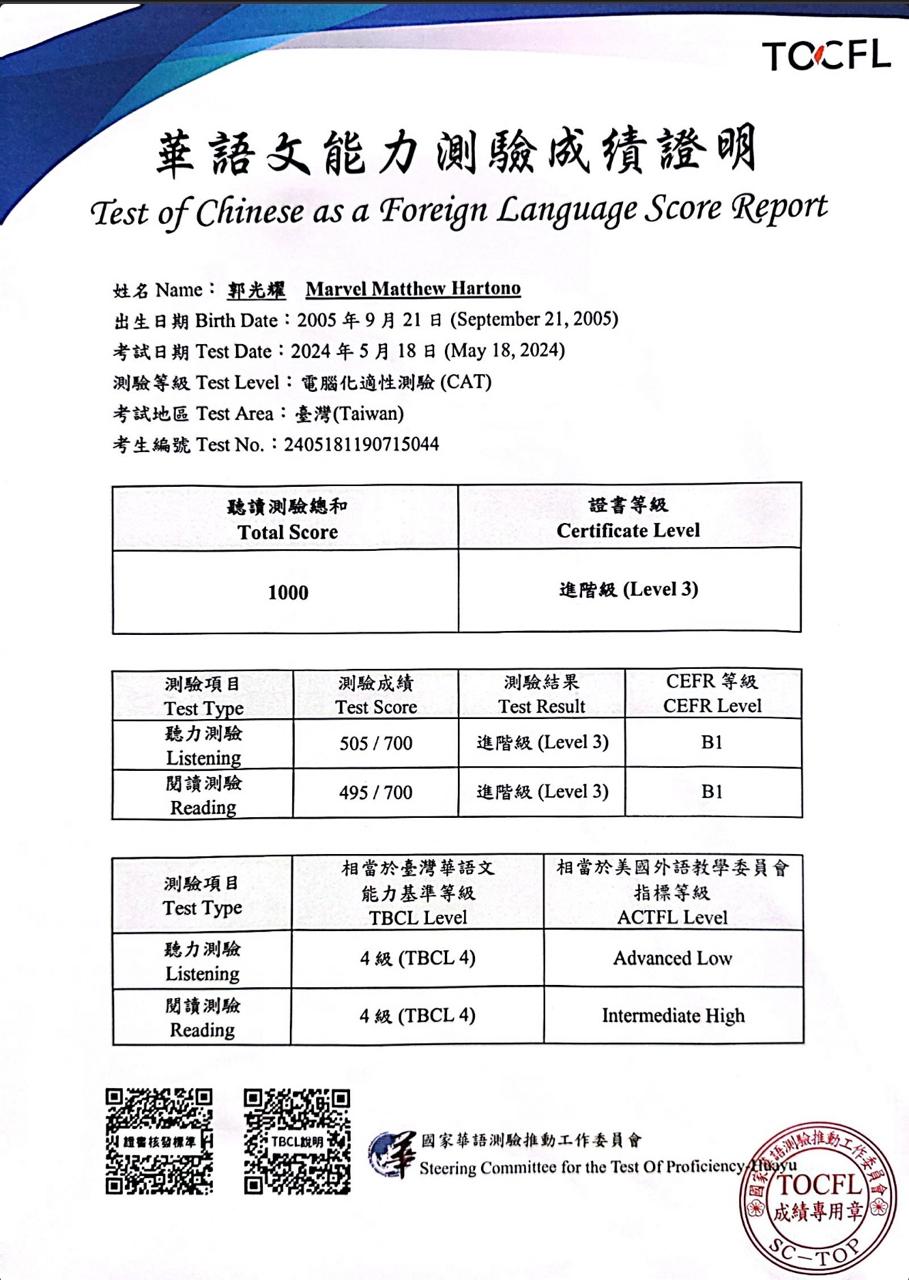 TOCFL
華語文能力測驗成績證明
Test of Chinese as a Foreign Language Score Report
姓名 Name：郭光耀 Marvel Matthew Hartono
出生日期 Birth Date：2005 年 9 月 21 日 (September 21, 2005)
考試日期 Test Date：2024 年 5 月 18 日 (May 18, 2024)
測驗等級 Test Level：電腦化適性測驗 (CAT)
考試地區 Test Area：臺灣(Taiwan)
考生編號 Test No.：2405181190715044
聽讀測驗總和
Total Score
證書等級
Certificate Level
1000
進階級 (Level 3)
測驗項目
Test Type
測驗成績
Test Score
測驗結果
Test Result
CEFR 等級
CEFR Level
聽力測驗
Listening
505 / 700
進階級 (Level 3)
B1
閱讀測驗
Reading
495 / 700
進階級 (Level 3)
B1
測驗項目
Test Type
相當於臺灣華語文
能力基準等級
TBCL Level
相當於美國外語教學委員會
指標等級
ACTFL Level
聽力測驗
Listening
4 級 (TBCL 4)
Advanced Low
閱讀測驗
Reading
4 級 (TBCL 4)
Intermediate High
證書核發標準
TBCL說明
國家華語測驗推動工作委員會
Steering Committee for the Test Of Proficiency-Huayu
國家華語測驗推動工作委員會
TOCFL
成績專用章
SC－TOP